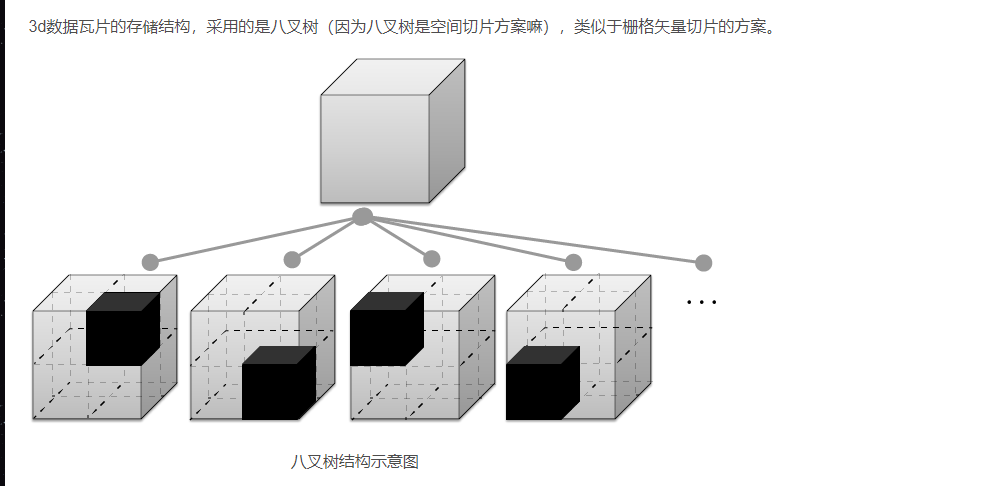 3d数据瓦片的存储结构，采用的是八叉树（因为八叉树是空间切片方案嘛），类似于栅格矢量切片的方案。
...
八叉树结构示意图